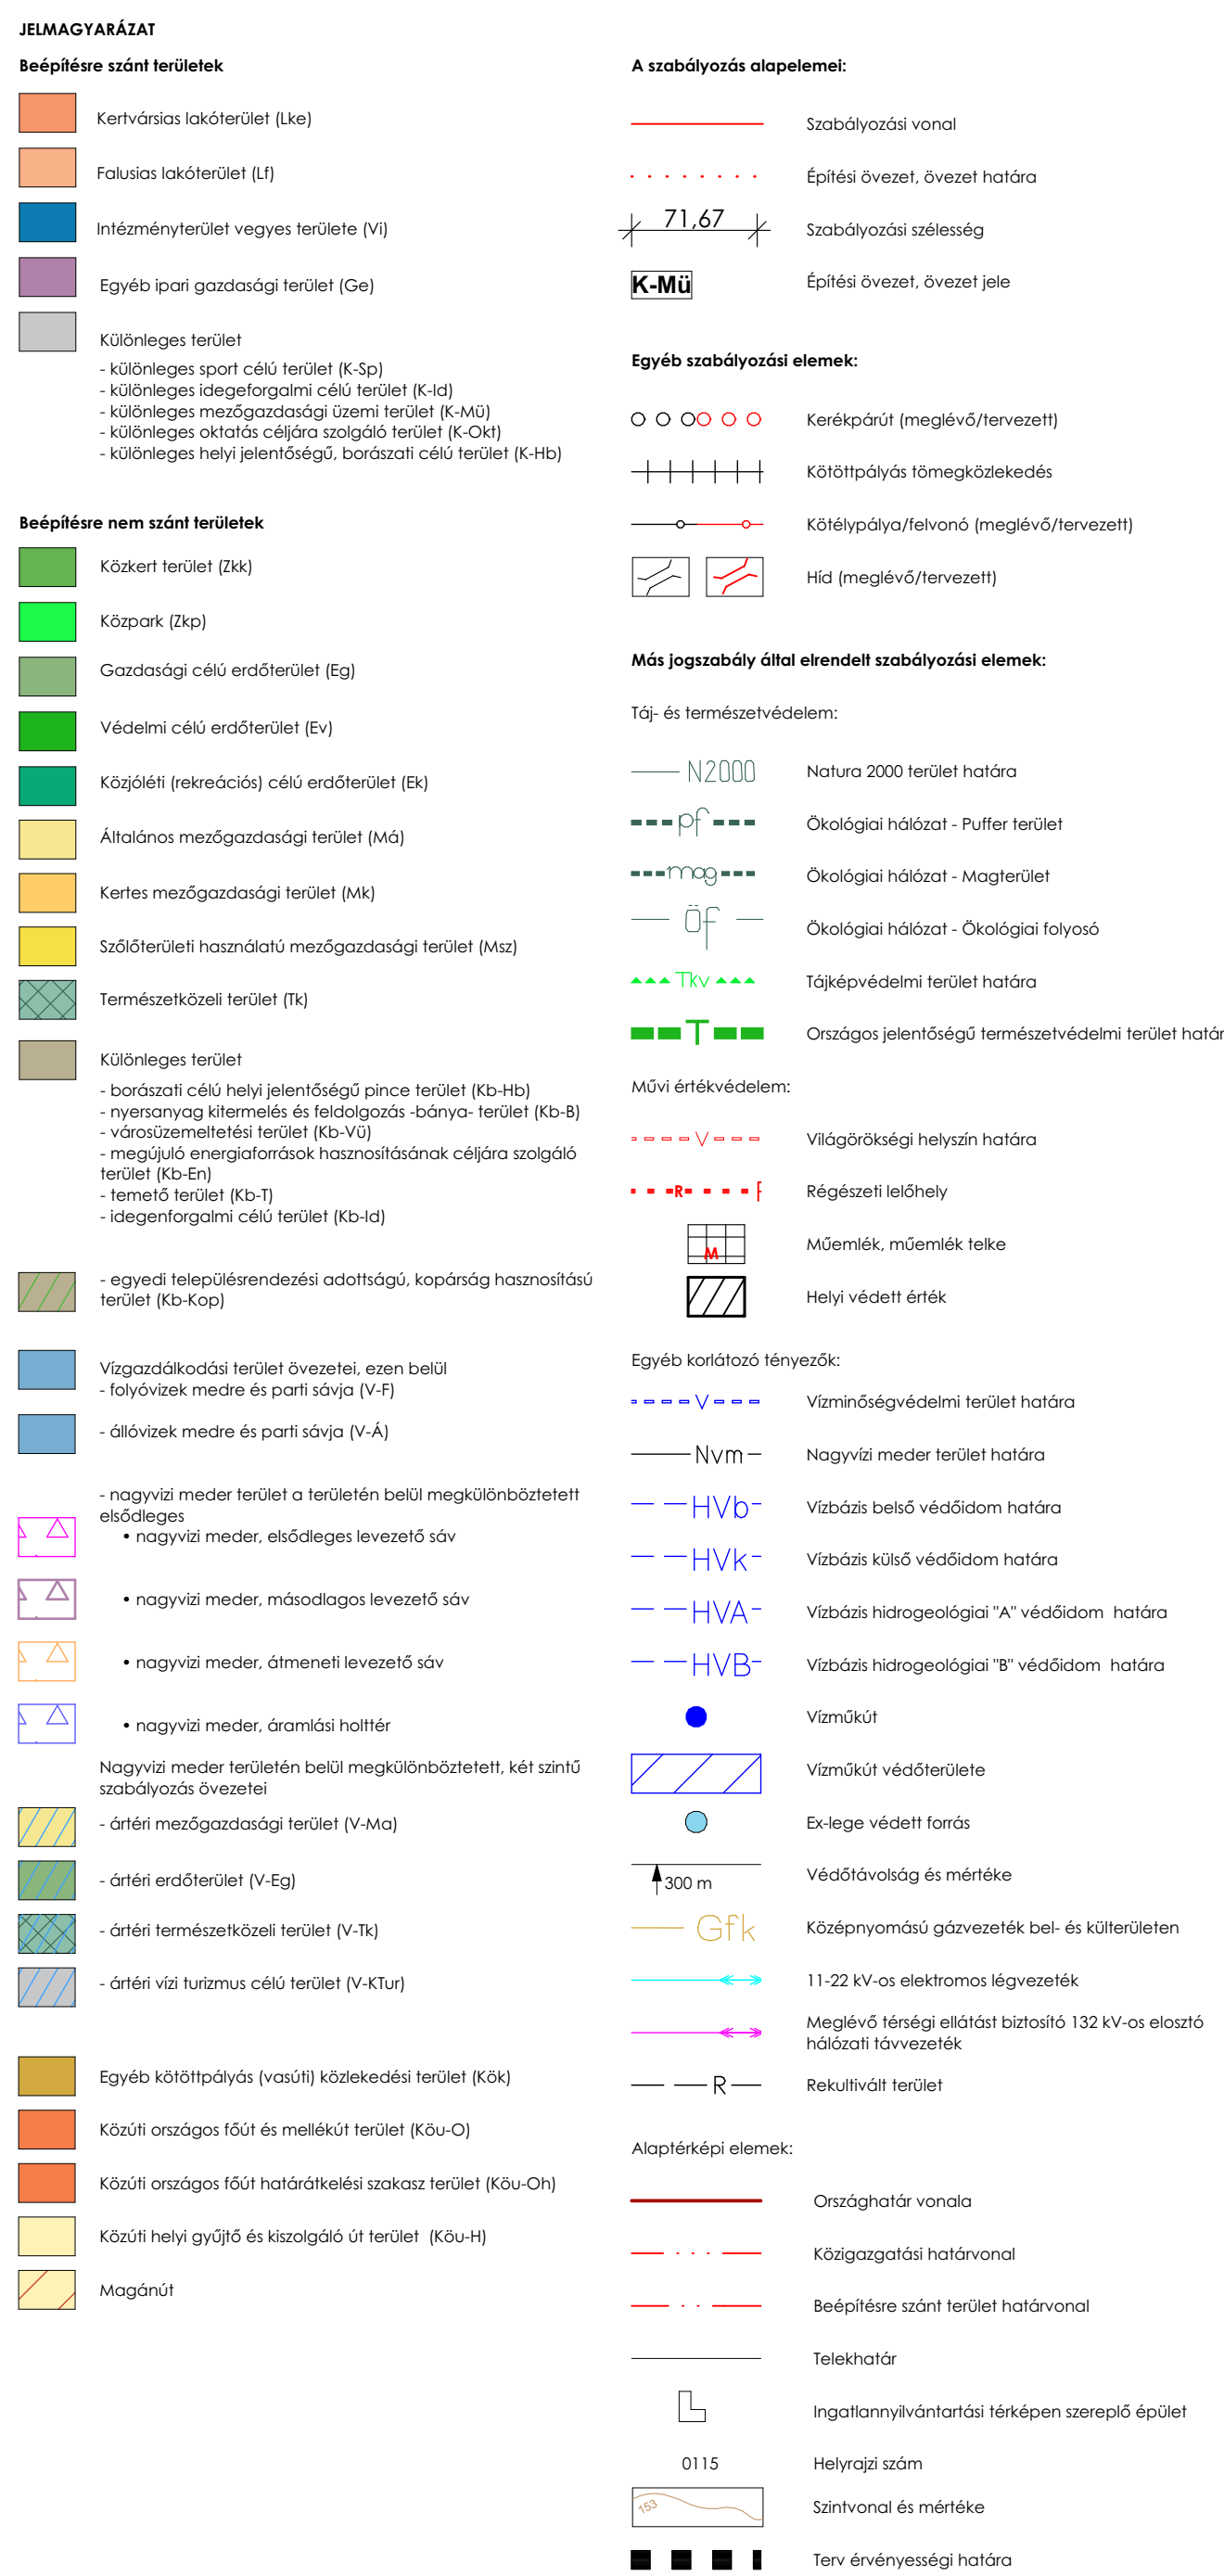 JELMAGYARÁZAT
Beépítésre szánt területek
Kertvársias lakóterület (Lke)
Falusias lakóterület (Lf)
Intézményterület vegyes területe (Vi)
Egyéb ipari gazdasági terület (Ge)
Különleges terület
- különleges sport célú terület (K-Sp)
- különleges idegeforgalmi célú terület (K-Id)
- különleges mezőgazdasági üzemi terület (K-Mü)
- különleges oktatás céljára szolgáló terület (K-Okt)
- különleges helyi jelentőségű, borászati célú terület (K-Hb)
Beépítésre nem szánt területek
Közkert terület (Zkk)
Közpark (Zkp)
Gazdasági célú erdőterület (Eg)
Védelmi célú erdőterület (Ev)
Közjóléti (rekreációs) célú erdőterület (Ek)
Általános mezőgazdasági terület (Má)
Kertes mezőgazdasági terület (Mk)
Szőlőterületi használatú mezőgazdasági terület (Msz)
Természetközeli terület (Tk)
Különleges terület
- borászati célú helyi jelentőségű pince terület (Kb-Hb)
- nyersanyag kitermelés és feldolgozás -bánya- terület (Kb-B)
- városüzemeltetési terület (Kb-Vü)
- megújuló energiaforrások hasznosításának céljára szolgáló
terület (Kb-En)
- temető terület (Kb-T)
- idegenforgalmi célú terület (Kb-Id)
- egyedi településrendezési adottságú, kopárság hasznosítású
terület (Kb-Kop)
Vízgazdálkodási terület övezetei, ezen belül
- folyóvizek medre és parti sávja (V-F)
- állóvizek medre és parti sávja (V-Á)
- nagyvizi meder terület a területén belül megkülönböztetett
elsődleges
• nagyvizi meder, elsődleges levezető sáv
• nagyvizi meder, másodlagos levezető sáv
• nagyvizi meder, átmeneti levezető sáv
• nagyvizi meder, áramlási holttér
Nagyvizi meder területén belül megkülönböztetett, két szintű
szabályozás övezetei
- ártéri mezőgazdasági terület (V-Ma)
- ártéri erdőterület (V-Eg)
- ártéri természetközeli terület (V-Tk)
- ártéri vízi turizmus célú terület (V-KTur)
Egyéb kötöttpályás (vasúti) közlekedési terület (Kök)
Közúti országos főút és mellékút terület (Köu-O)
Közúti országos főút határátkelési szakasz terület (Köu-Oh)
Közúti helyi gyűjtő és kiszolgáló út terület (Köu-H)
Magánút
A szabályozás alapelemei:
Szabályozási vonal
Építési övezet, övezet határa
71,67 Szabályozási szélesség
K-Mü Építési övezet, övezet jele
Egyéb szabályozási elemek:
Kerékpárút (meglévő/tervezett)
Kötöttpályás tömegközlekedés
Kötélypálya/felvonó (meglévő/tervezett)
Híd (meglévő/tervezett)
Más jogszabály által elrendelt szabályozási elemek:
Táj- és természetvédelem:
N2000 Natura 2000 terület határa
pf Ökológiai hálózat - Puffer terület
mag Ökológiai hálózat - Magterület
Öf Ökológiai hálózat - Ökológiai folyosó
Tkv Tájképvédelmi terület határa
T Országos jelentőségű természetvédelmi terület határ
Művi értékvédelem:
V Világörökségi helyszín határa
R Régészeti lelőhely
M Műemlék, műemlék telke
Helyi védett érték
Egyéb korlátozó tényezők:
V Vízminőségvédelmi terület határa
Nvm Nagyvízi meder terület határa
HVb Vízbázis belső védőidom határa
HVk Vízbázis külső védőidom határa
HVA Vízbázis hidrogeológiai "A" védőidom határa
HVB Vízbázis hidrogeológiai "B" védőidom határa
Vízműkút
Vízműkút védőterülete
Ex-lege védett forrás
300 m Védőtávolság és mértéke
Gfk Középnyomású gázvezeték bel- és külterületen
11-22 kV-os elektromos légvezeték
Meglévő térségi ellátást biztosító 132 kV-os elosztó
hálózati távvezeték
R Rekultivált terület
Alaptérképi elemek:
Országhatár vonala
Közigazgatási határvonal
Beépítésre szánt terület határvonal
Telekhatár
Ingatlannyilvántartási térképen szereplő épület
0115 Helyrajzi szám
153 Szintvonal és mértéke
Terv érvényességi határa